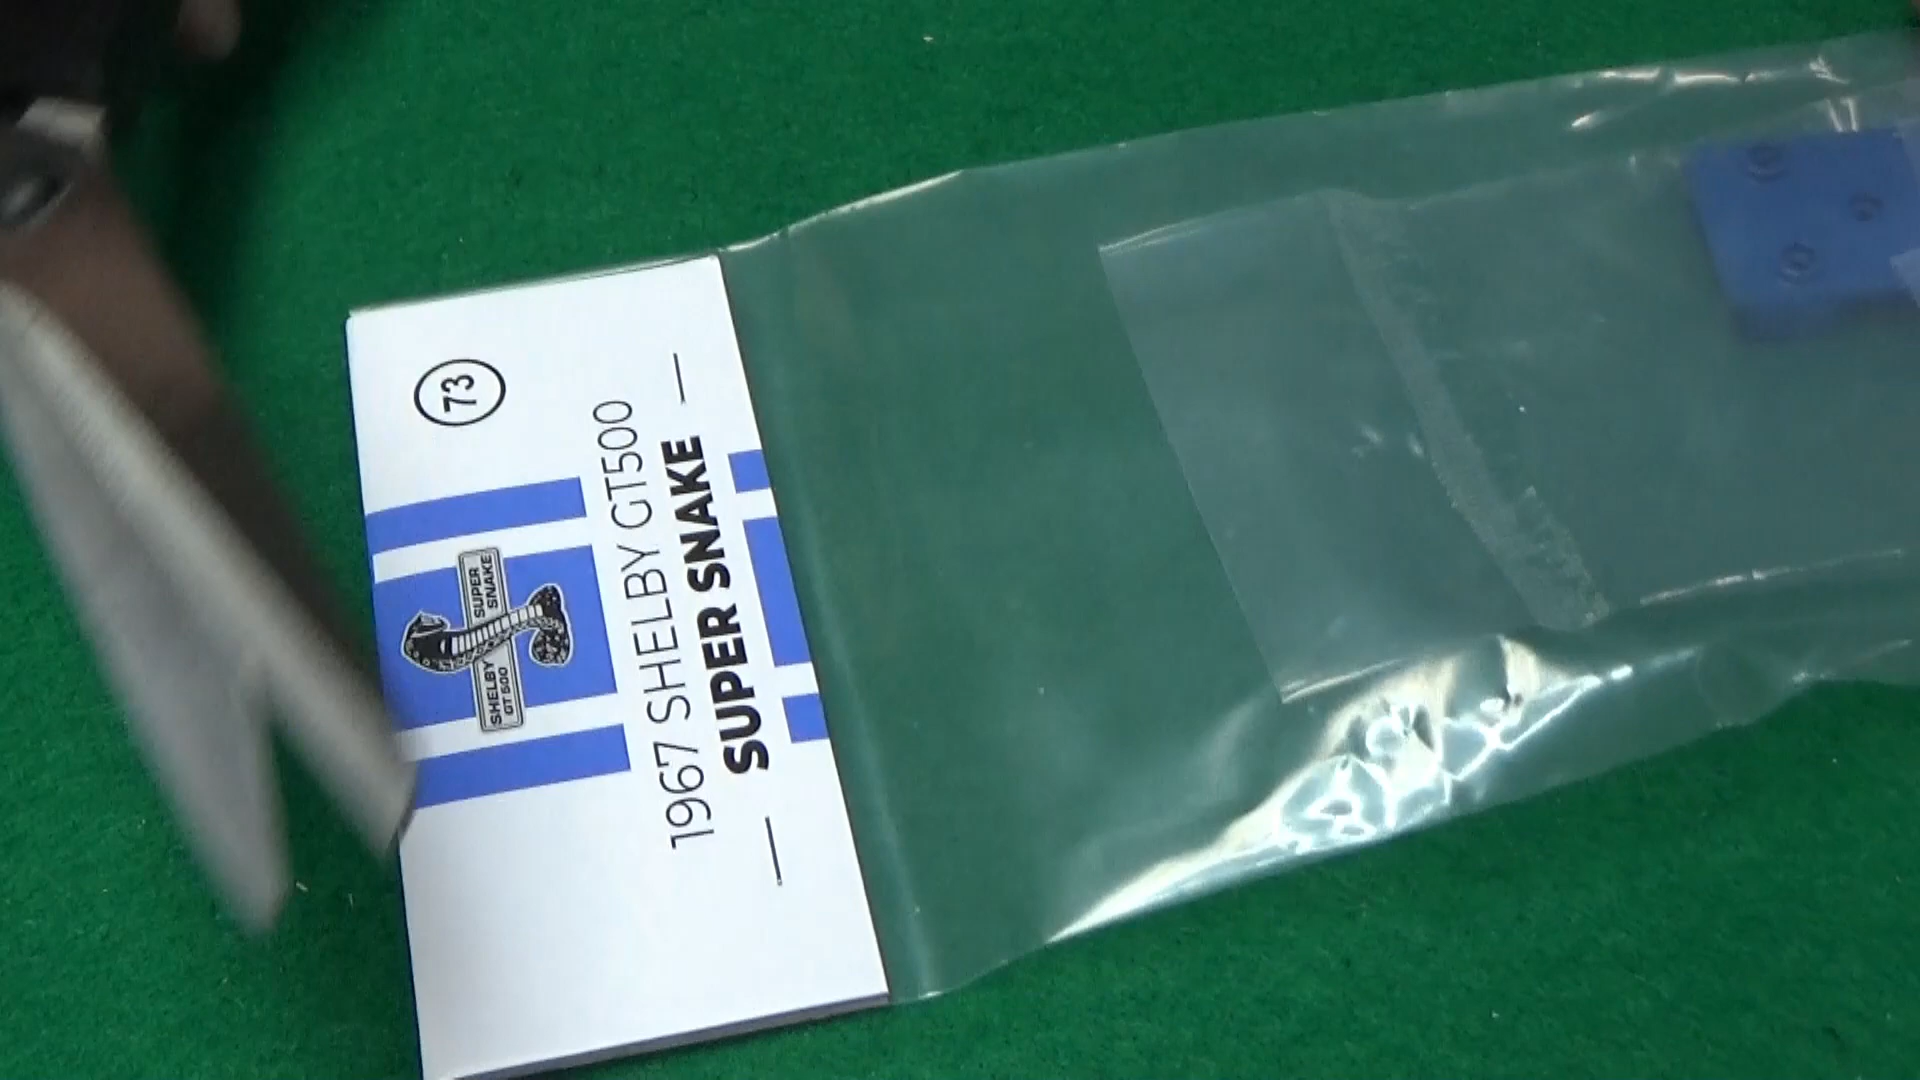 73
SHELBY SUPER
GT500 SNAKE
1967 SHELBY GT500
SUPER SNAKE